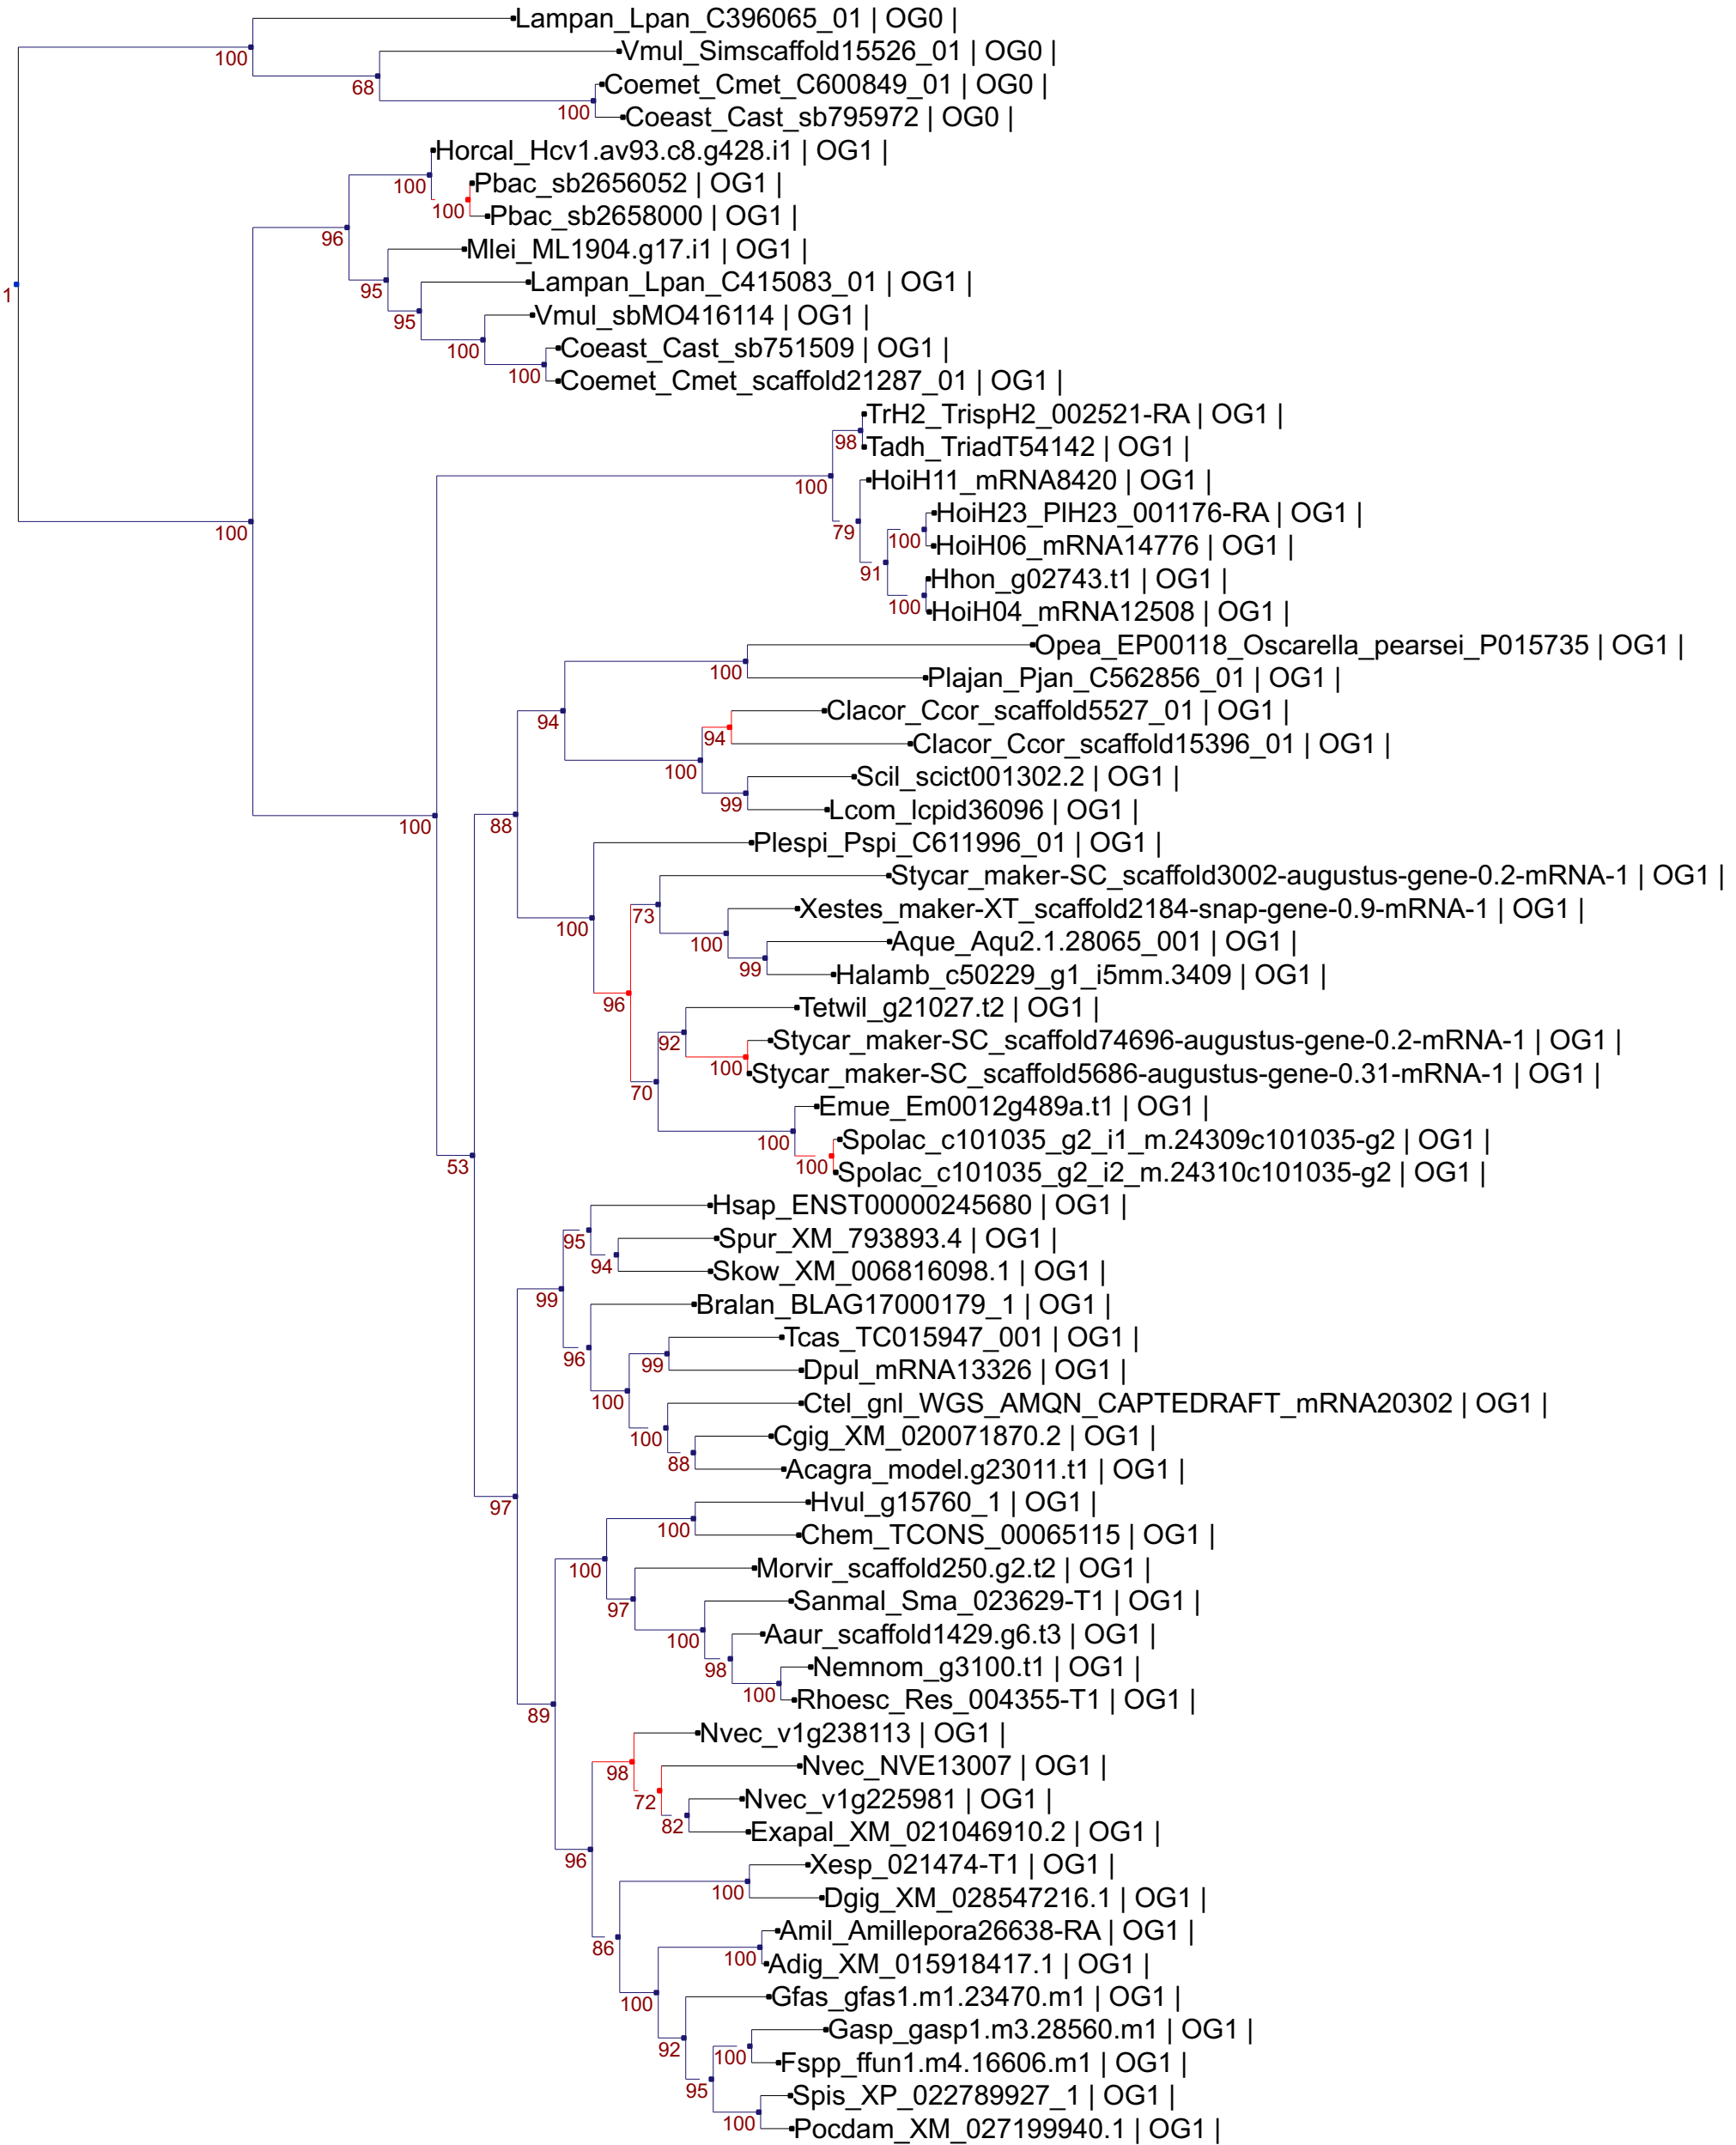 Lampan_Lpan_C396065_01 | OG0 |
100
Vmul_Simscaffold15526_01 | OG0 |
68
Coemet_Cmet_C600849_01 | OG0 |
100
Coeast_Cast_sb795972 | OG0 |
Horcal_Hcv1.av93.c8.g428.i1 | OG1 |
100
Pbac_sb2656052 | OG1 |
100
Pbac_sb2658000 | OG1 |
96
Mlei_ML1904.g17.i1 | OG1 |
95
Lampan_Lpan_C415083_01 | OG1 |
1
95
Vmul_sbMO416114 | OG1 |
100
Coeast_Cast_sb751509 | OG1 |
100
Coemet_Cmet_scaffold21287_01 | OG1 |
TrH2_TrispH2_002521-RA | OG1 |
98
Tadh_TriadT54142 | OG1 |
100
HoiH11_mRNA8420 | OG1 |
HoiH23_PlH23_001176-RA | OG1 |
100
79
100
HoiH06_mRNA14776 | OG1 |
91
Hhon_g02743.t1 | OG1 |
100
HoiH04_mRNA12508 | OG1 |
Opea_EP00118_Oscarella_pearsei_P015735 | OG1 |
100
Plajan_Pjan_C562856_01 | OG1 |
Clacor_Ccor_scaffold5527_01 | OG1 |
94
94
Clacor_Ccor_scaffold15396_01 | OG1 |
100
Scil_scict001302.2 | OG1 |
99
Lcom_lcpid36096 | OG1 |
100
88
Plespi_Pspi_C611996_01 | OG1 |
Stycar_maker-SC_scaffold3002-augustus-gene-0.2-mRNA-1 | OG1 |
73
Xestes_maker-XT_scaffold2184-snap-gene-0.9-mRNA-1 | OG1 |
100
Aque_Aqu2.1.28065_001 | OG1 |
100
99
Halamb_c50229_g1_i5mm.3409 | OG1 |
96
Tetwil_g21027.t2 | OG1 |
92
Stycar_maker-SC_scaffold74696-augustus-gene-0.2-mRNA-1 | OG1 |
100
Stycar_maker-SC_scaffold5686-augustus-gene-0.31-mRNA-1 | OG1 |
70
Emue_Em0012g489a.t1 | OG1 |
100
Spolac_c101035_g2_i1_m.24309c101035-g2 | OG1 |
53
100
Spolac_c101035_g2_i2_m.24310c101035-g2 | OG1 |
Hsap_ENST00000245680 | OG1 |
95
Spur_XM_793893.4 | OG1 |
94
Skow_XM_006816098.1 | OG1 |
99
Bralan_BLAG17000179_1 | OG1 |
Tcas_TC015947_001 | OG1 |
96
99
Dpul_mRNA13326 | OG1 |
100
Ctel_gnl_WGS_AMQN_CAPTEDRAFT_mRNA20302 | OG1 |
100
Cgig_XM_020071870.2 | OG1 |
88
Acagra_model.g23011.t1 | OG1 |
97
Hvul_g15760_1 | OG1 |
100
Chem_TCONS_00065115 | OG1 |
100
Morvir_scaffold250.g2.t2 | OG1 |
97
Sanmal_Sma_023629-T1 | OG1 |
100
Aaur_scaffold1429.g6.t3 | OG1 |
98
Nemnom_g3100.t1 | OG1 |
100
Rhoesc_Res_004355-T1 | OG1 |
89
Nvec_v1g238113 | OG1 |
98
Nvec_NVE13007 | OG1 |
72
Nvec_v1g225981 | OG1 |
82
Exapal_XM_021046910.2 | OG1 |
96
Xesp_021474-T1 | OG1 |
100
Dgig_XM_028547216.1 | OG1 |
Amil_Amillepora26638-RA | OG1 |
86
100
Adig_XM_015918417.1 | OG1 |
100
Gfas_gfas1.m1.23470.m1 | OG1 |
Gasp_gasp1.m3.28560.m1 | OG1 |
92
100
Fspp_ffun1.m4.16606.m1 | OG1 |
95
Spis_XP_022789927_1 | OG1 |
100
Pocdam_XM_027199940.1 | OG1 |